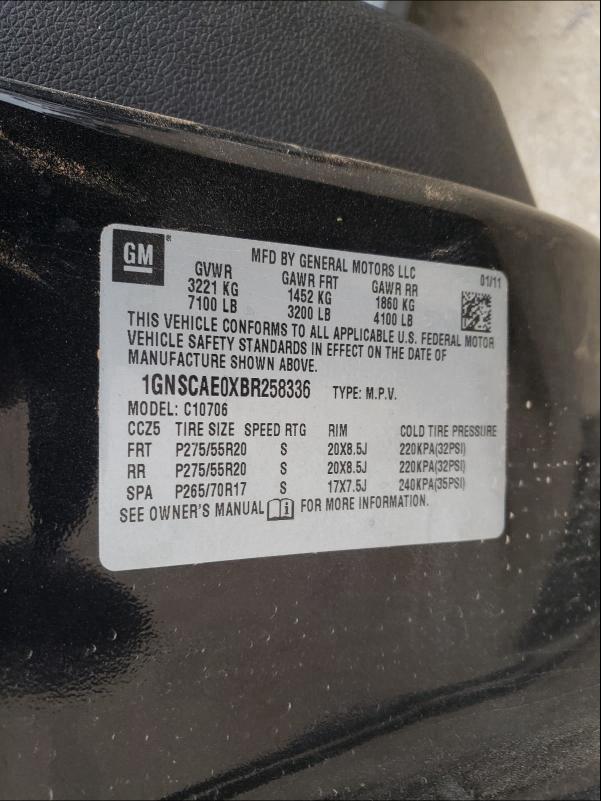 GM
MFD BY GENERAL MOTORS LLC
01/11
GVWR GAWR FRT GAWR RR
3221 KG 1452 KG 1860 KG
7100 LB 3200 LB 4100 LB
THIS VEHICLE CONFORMS TO ALL APPLICABLE U.S. FEDERAL MOTOR
VEHICLE SAFETY STANDARDS IN EFFECT ON THE DATE OF
MANUFACTURE SHOWN ABOVE.
1GNSCAE0XBR258336 TYPE: M.P.V.
MODEL: C10706
CCZ5 TIRE SIZE SPEED RTG RIM COLD TIRE PRESSURE
FRT P275/55R20 S 20X8.5J 220KPA(32PSI)
RR P275/55R20 S 20X8.5J 220KPA(32PSI)
SPA P265/70R17 S 17X7.5J 240KPA(35PSI)
SEE OWNER'S MANUAL FOR MORE INFORMATION.